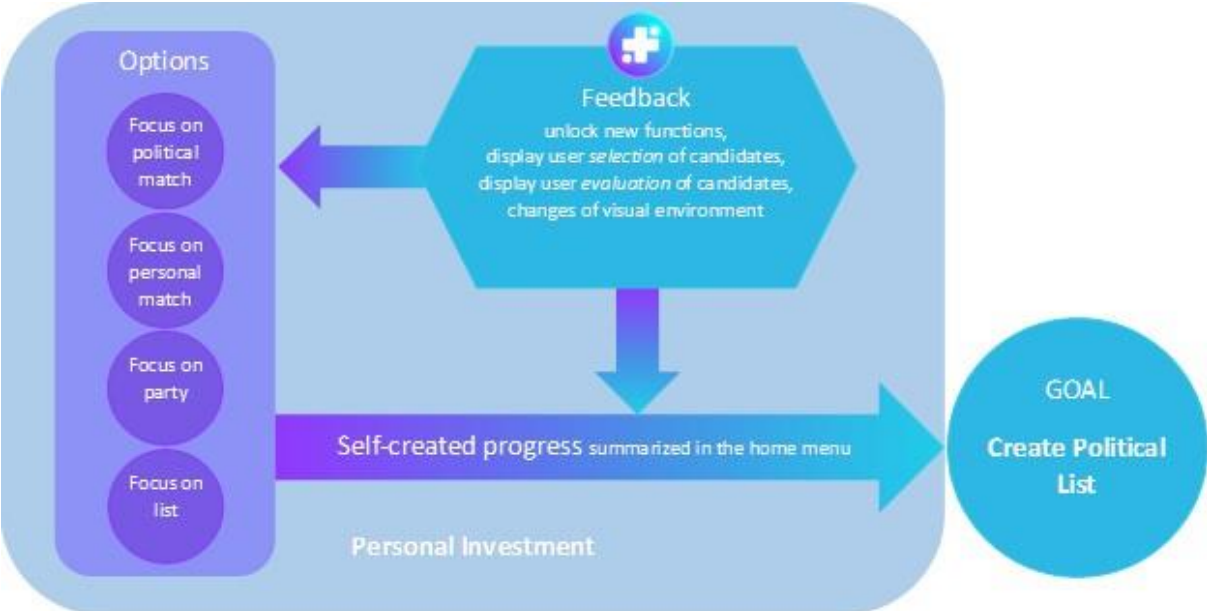 Options
Focus on
political
match
Focus on
personal
match
Focus on
party
Focus on
list
Feedback
unlock new functions,
display user selection of candidates,
display user evaluation of candidates,
changes of visual environment
Self-created progress summarized in the home menu
Personal Investment
GOAL
Create Political
List